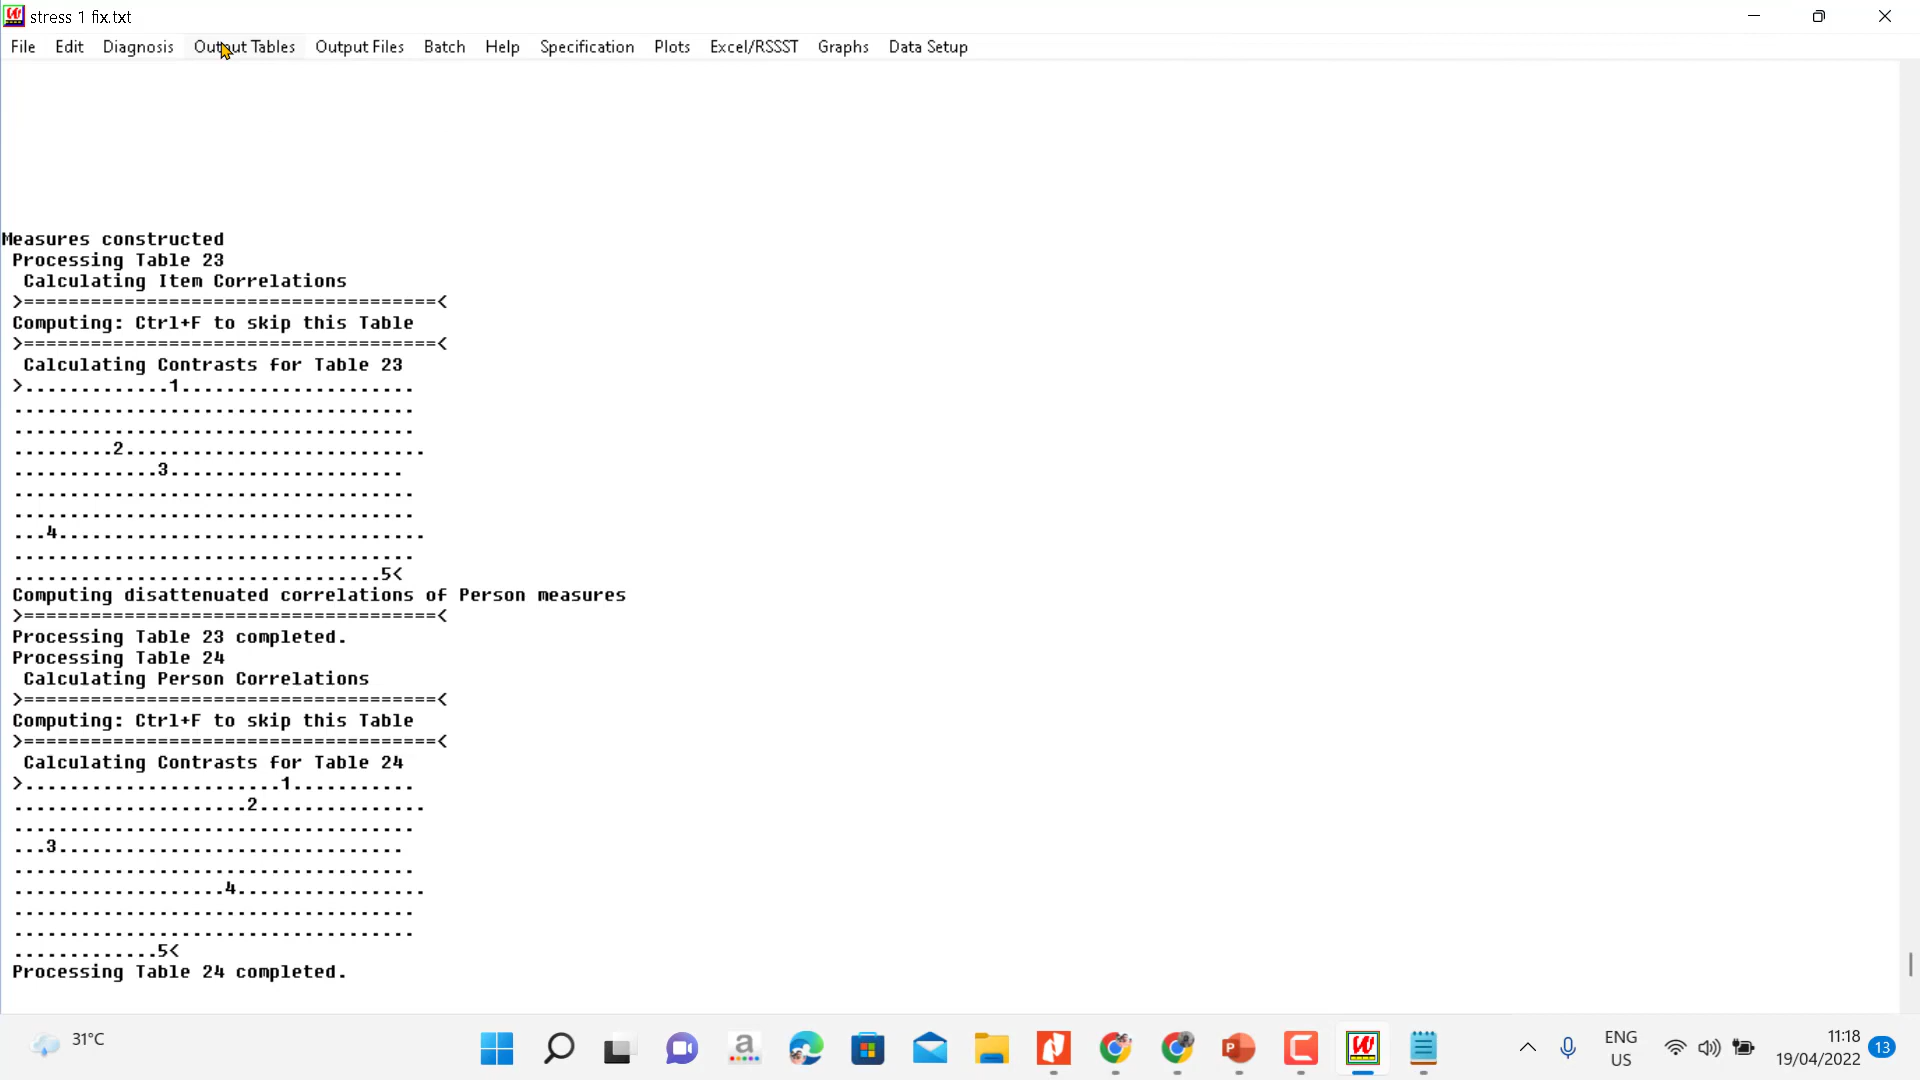 stress 1 fix.txt
File Edit Diagnosis Output Tables Output Files Batch Help Specification Plots Excel/RSSST Graphs Data Setup
Measures constructed
Processing Table 23
Calculating Item Correlations
>=====================================<
Computing: Ctrl+F to skip this Table
>=====================================<
Calculating Contrasts for Table 23
>.............1.....................
....................................
....................................
.........2...........................
.............3.....................
....................................
....................................
...4.................................
....................................
.................................5<
Computing disattenuated correlations of Person measures
>=====================================<
Processing Table 23 completed.
Processing Table 24
Calculating Person Correlations
>=====================================<
Computing: Ctrl+F to skip this Table
>=====================================<
Calculating Contrasts for Table 24
>.......................1...........
.....................2...............
....................................
...3...............................
....................................
...................4.................
....................................
....................................
.............5<
Processing Table 24 completed.
31°C
ENG
US
11:18
19/04/2022
13